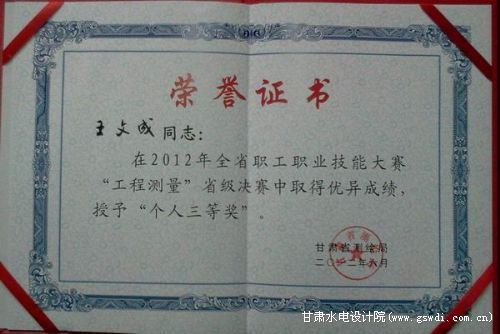 荣誉证书
王文成同志：
在2012年全省职工职业技能大赛
“工程测量”省级决赛中取得优异成绩，
授予“个人三等奖”。
甘肃省测绘局
二〇一二年六月
甘肃水电设计院(www.gswdi.com.cn)